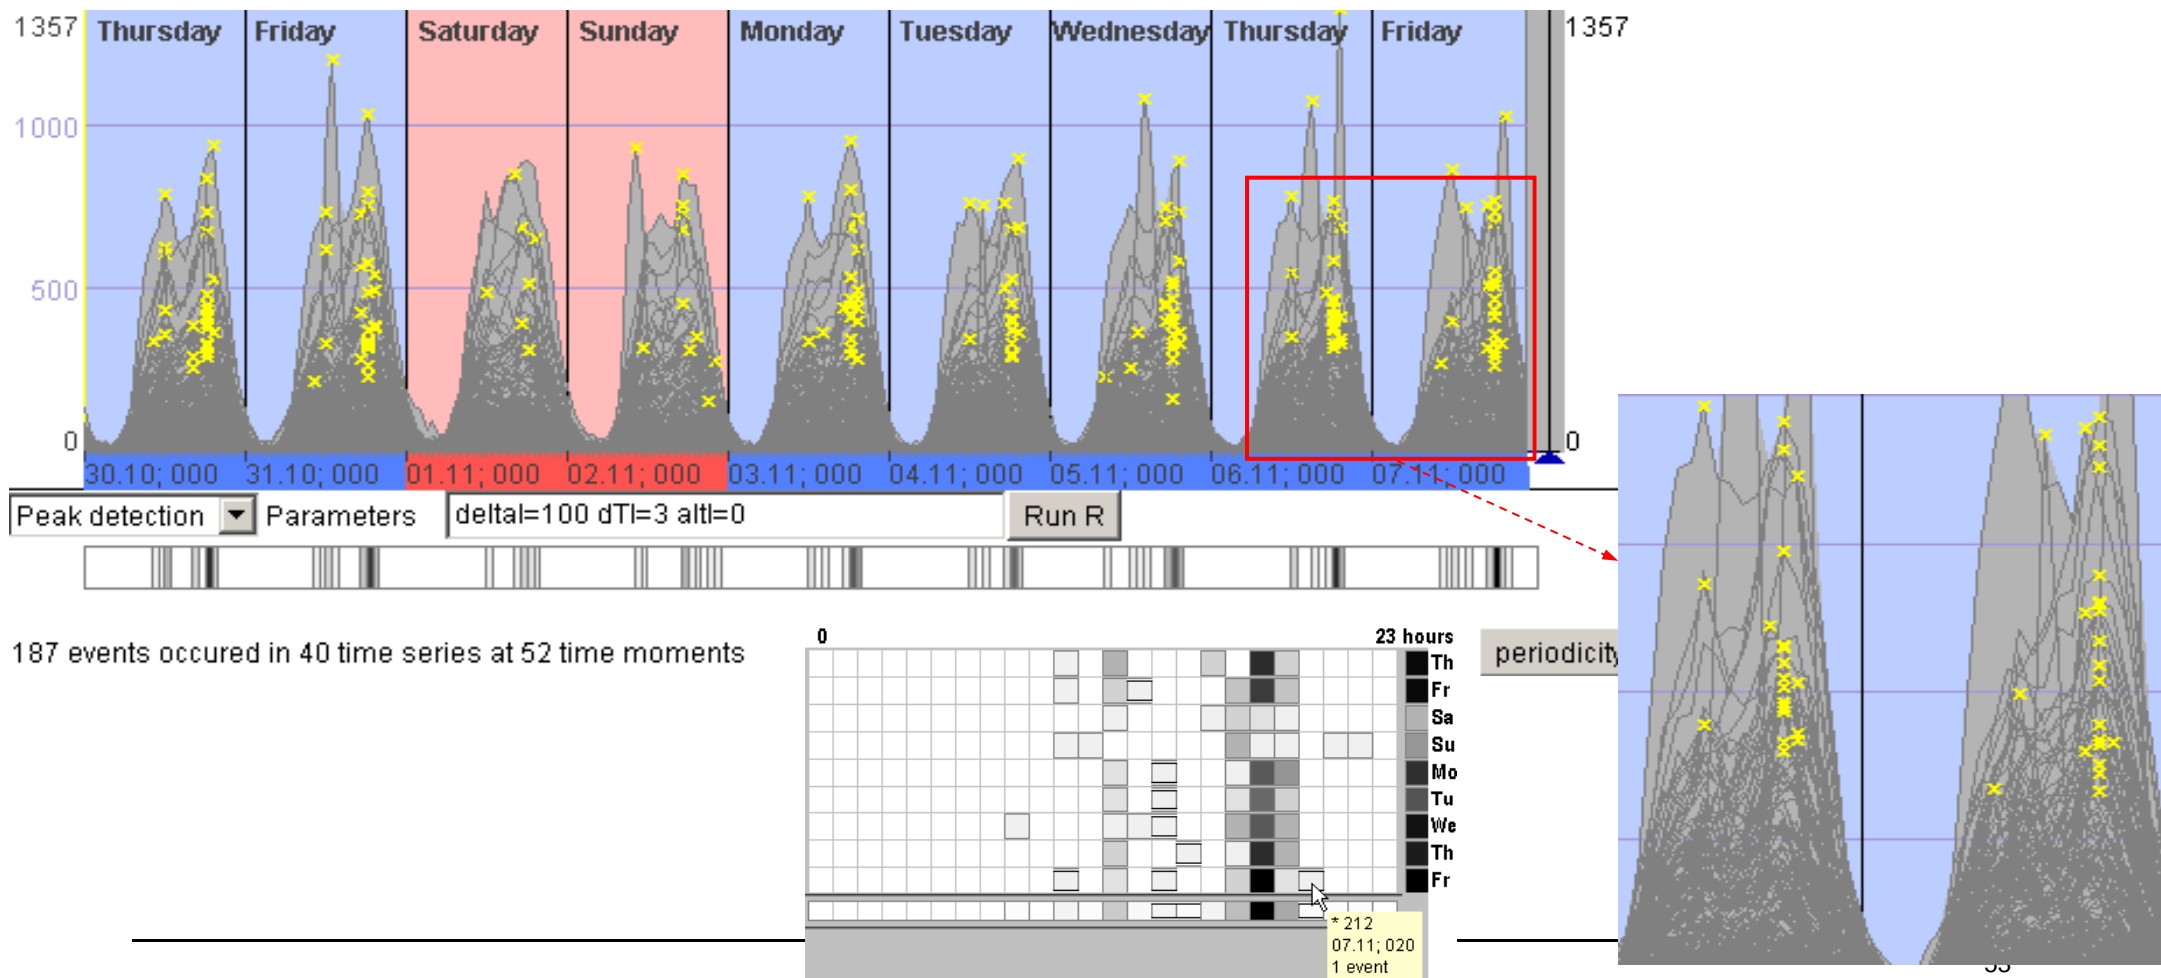 1357 Thursday Friday Saturday Sunday Monday Tuesday Wednesday Thursday Friday 1357
1000
500
0 0
30.10; 000 31.10; 000 01.11; 000 02.11; 000 03.11; 000 04.11; 000 05.11; 000 06.11; 000 07.11; 000
Peak detection Parameters deltaI=100 dTI=3 altI=0 Run R
187 events occured in 40 time series at 52 time moments
0 23 hours
periodicity
Th
Fr
Sa
Su
Mo
Tu
We
Th
Fr
* 212
07.11; 020
1 event